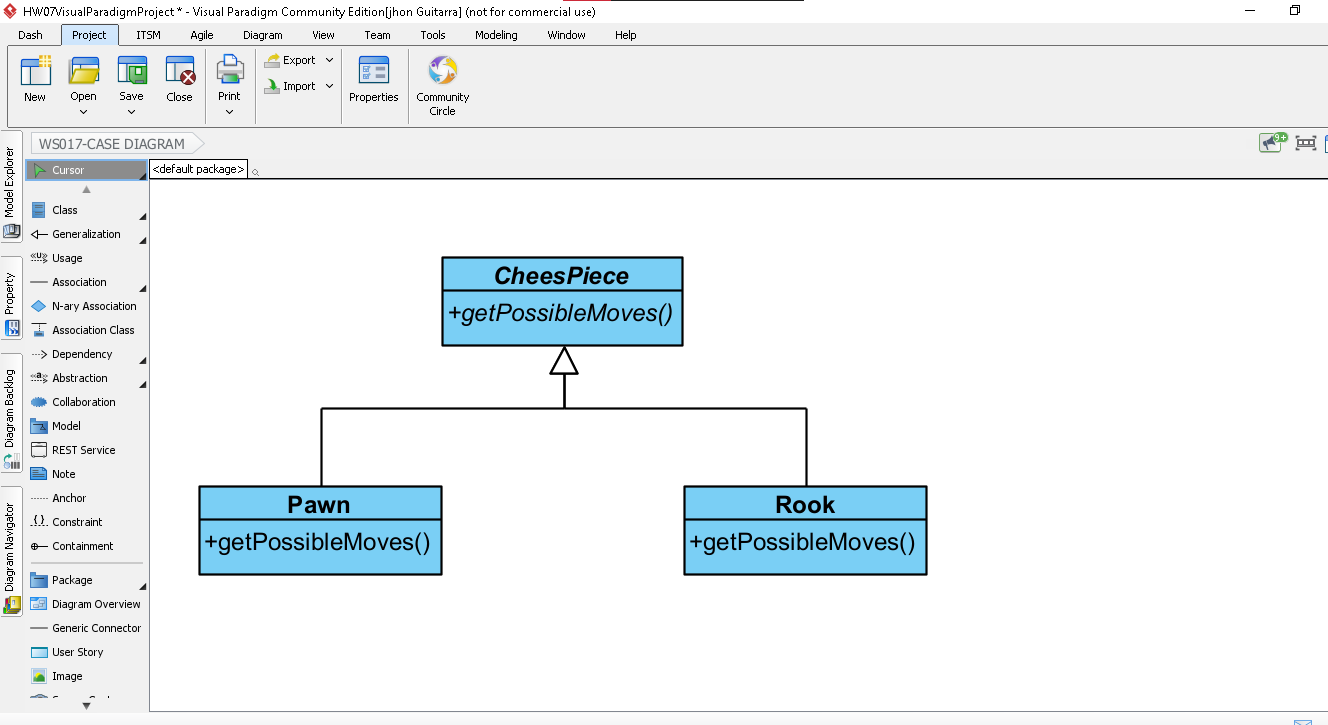 HW07VisualParadigmProject * - Visual Paradigm Community Edition[jhon Guitarra] (not for commercial use)
Dash Project ITSM Agile Diagram View Team Tools Modeling Window Help
New Open Save Close Print Export Import Properties Community Circle
WS017-CASE DIAGRAM
9+
Model Explorer
Property
Diagram Backlog
Diagram Navigator
Cursor
<default package>
Class
Generalization
«U» Usage
Association
N-ary Association
Association Class
Dependency
«a» Abstraction
Collaboration
Model
REST Service
Note
Anchor
{} Constraint
Containment
Package
Diagram Overview
Generic Connector
User Story
Image
CheesPiece
+getPossibleMoves()
Pawn
+getPossibleMoves()
Rook
+getPossibleMoves()